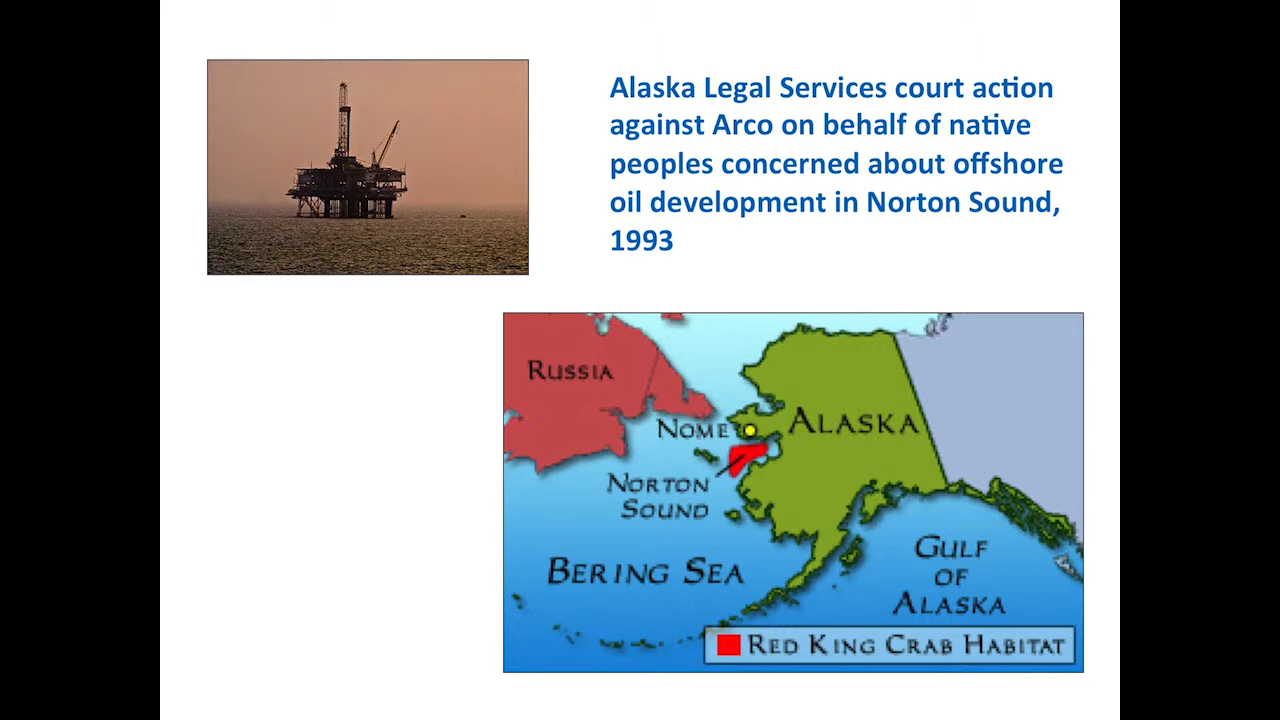 Alaska Legal Services court action
against Arco on behalf of native
peoples concerned about offshore
oil development in Norton Sound,
1993
RUSSIA
NOME
ALASKA
NORTON
SOUND
BERING SEA
GULF
OF
ALASKA
RED KING CRAB HABITAT